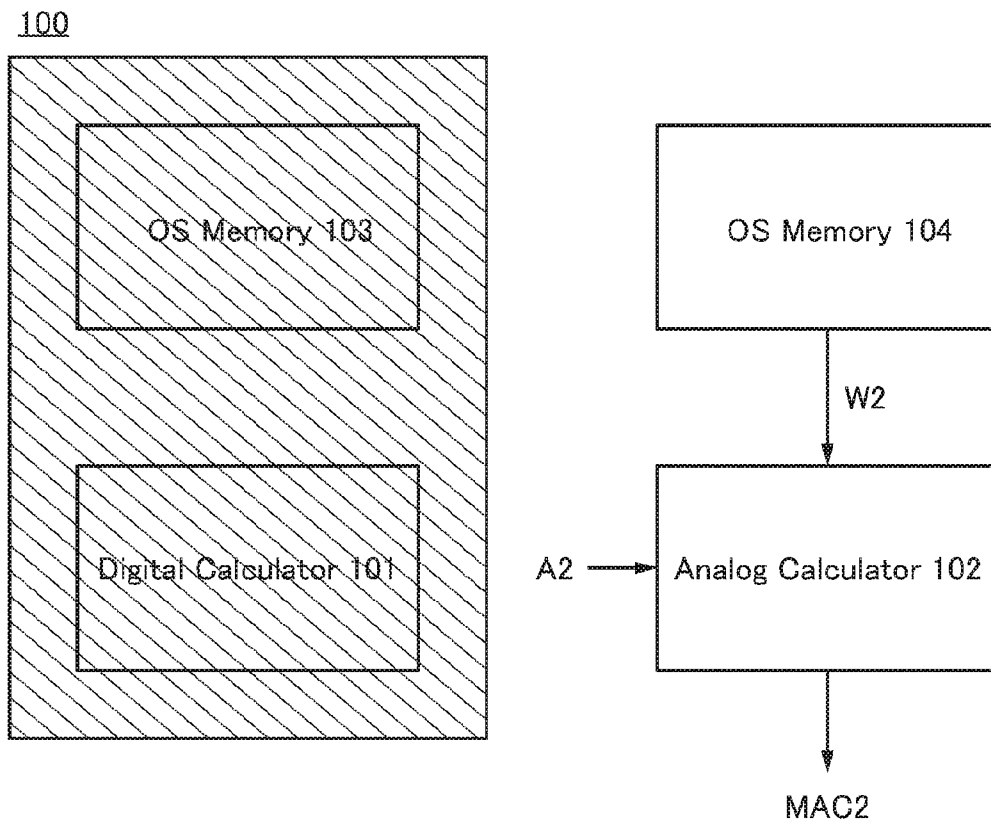 100
OS Memory 103
OS Memory 104
W2
Digital Calculator 101
A2
Analog Calculator 102
MAC2